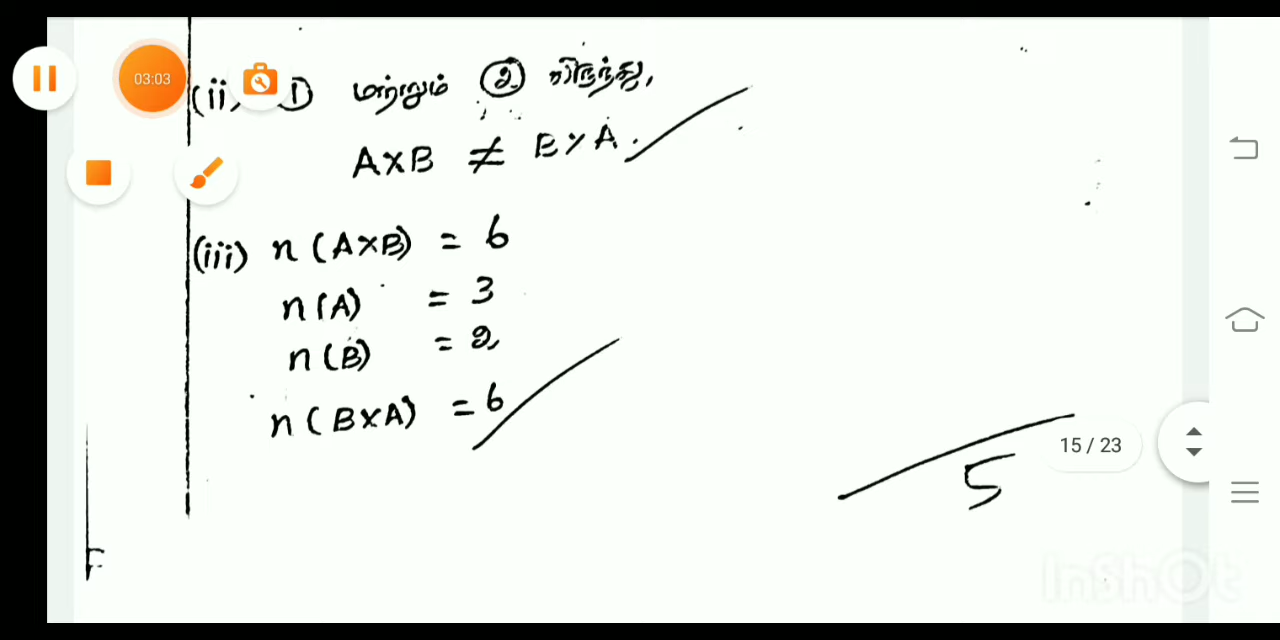 03:03
(ii) ① மற்றும் ② லிருந்து,
A×B ≠ B×A.
(iii) n (A×B) = 6
n(A) = 3
n(B) = 2
n (B×A) = 6
15 / 23
5
InShOt